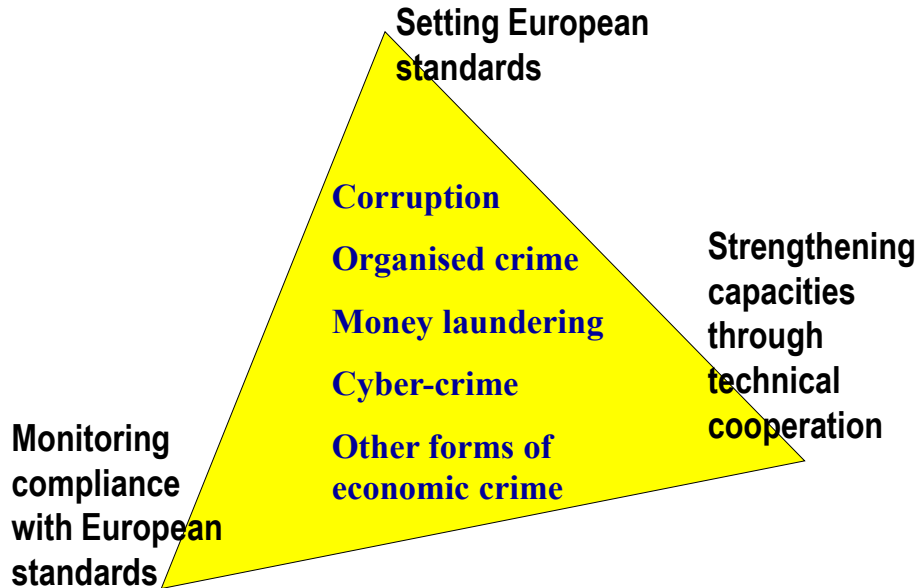 Setting European
standards
Corruption
Organised crime
Money laundering
Cyber-crime
Other forms of
economic crime
Strengthening
capacities
through
technical
cooperation
Monitoring
compliance
with European
standards